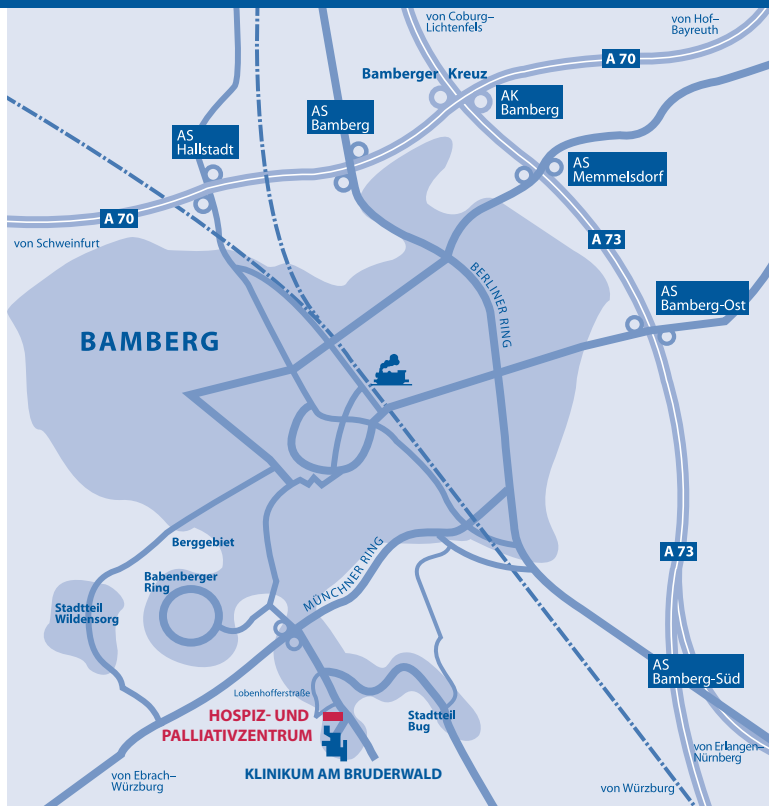 von Coburg–
Lichtenfels
von Hof–
Bayreuth
A 70
Bamberger Kreuz
AK
Bamberg
AS
Bamberg
AS
Hallstadt
AS
Memmelsdorf
A 70
von Schweinfurt
A 73
BERLINER RING
AS
Bamberg-Ost
BAMBERG
Berggebiet
MÜNCHNER RING
A 73
Babenberger
Ring
Stadtteil
Wildensorg
AS
Bamberg-Süd
Lobenhofferstraße
HOSPIZ- UND
PALLIATIVZENTRUM
Stadtteil
Bug
von Erlangen–
Nürnberg
KLINIKUM AM BRUDERWALD
von Ebrach–
Würzburg
von Würzburg